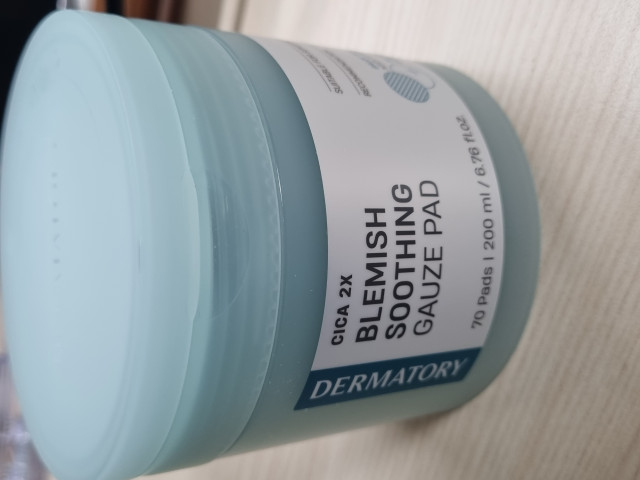 CICA 2X
BLEMISH
SOOTHING
GAUZE PAD
70 Pads | 200 ml / 6.76 fl.oz.
DERMATORY